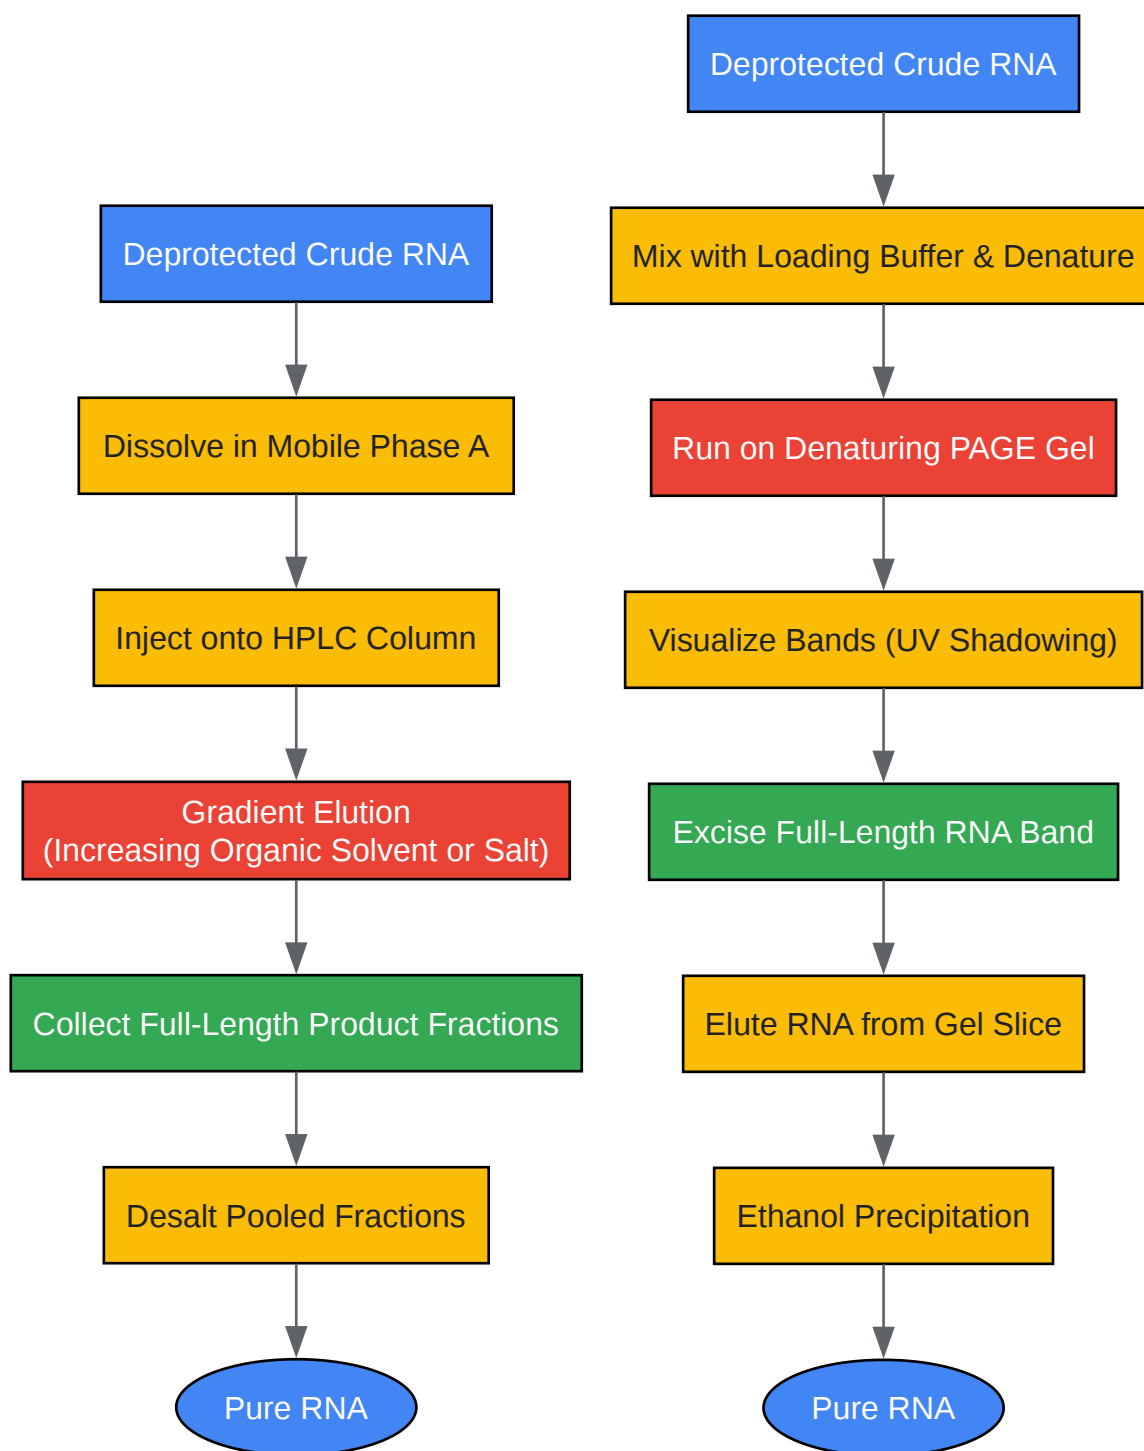 Deprotected Crude RNA
Dissolve in Mobile Phase A
Inject onto HPLC Column
Gradient Elution
(Increasing Organic Solvent or Salt)
Collect Full-Length Product Fractions
Desalt Pooled Fractions
Pure RNA
Deprotected Crude RNA
Mix with Loading Buffer & Denature
Run on Denaturing PAGE Gel
Visualize Bands (UV Shadowing)
Excise Full-Length RNA Band
Elute RNA from Gel Slice
Ethanol Precipitation
Pure RNA